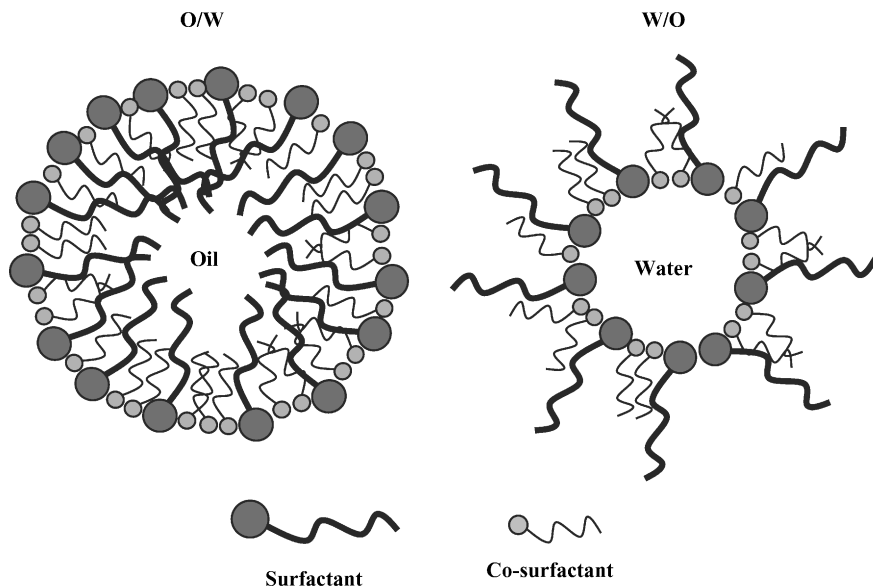 O/W
W/O
Oil
Water
Surfactant
Co-surfactant